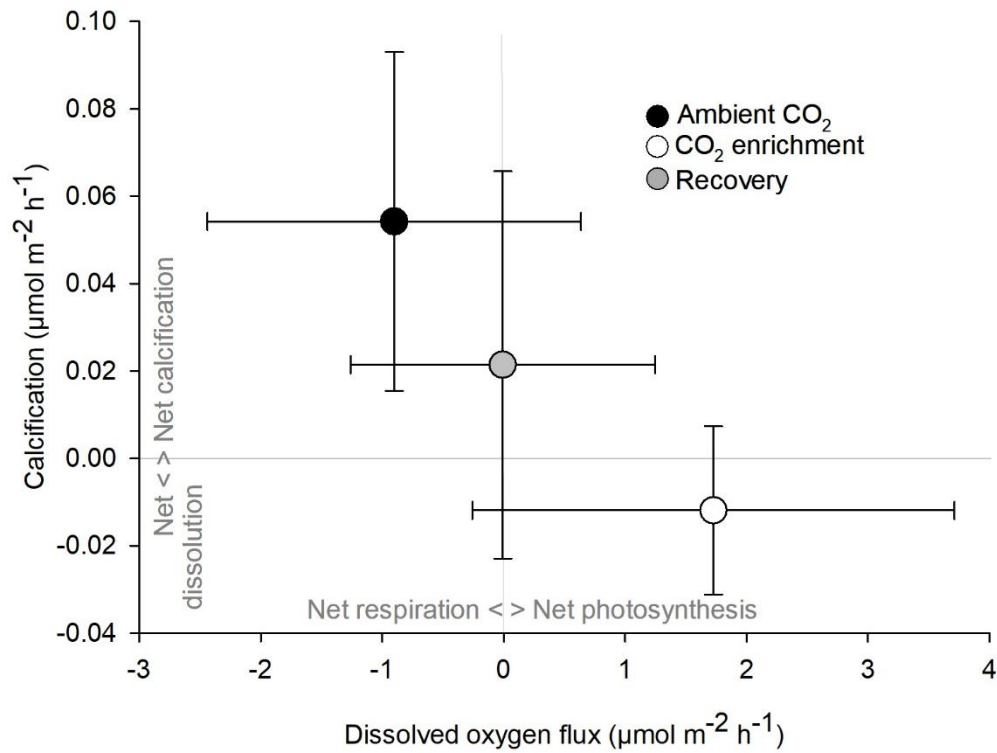 0.10
0.08
0.06
0.04
0.02
0.00
-0.02
-0.04
Calcification (µmol m⁻² h⁻¹)
Net < > Net calcification
dissolution
Ambient CO₂
CO₂ enrichment
Recovery
Net respiration < > Net photosynthesis
-3 -2 -1 0 1 2 3 4
Dissolved oxygen flux (µmol m⁻² h⁻¹)